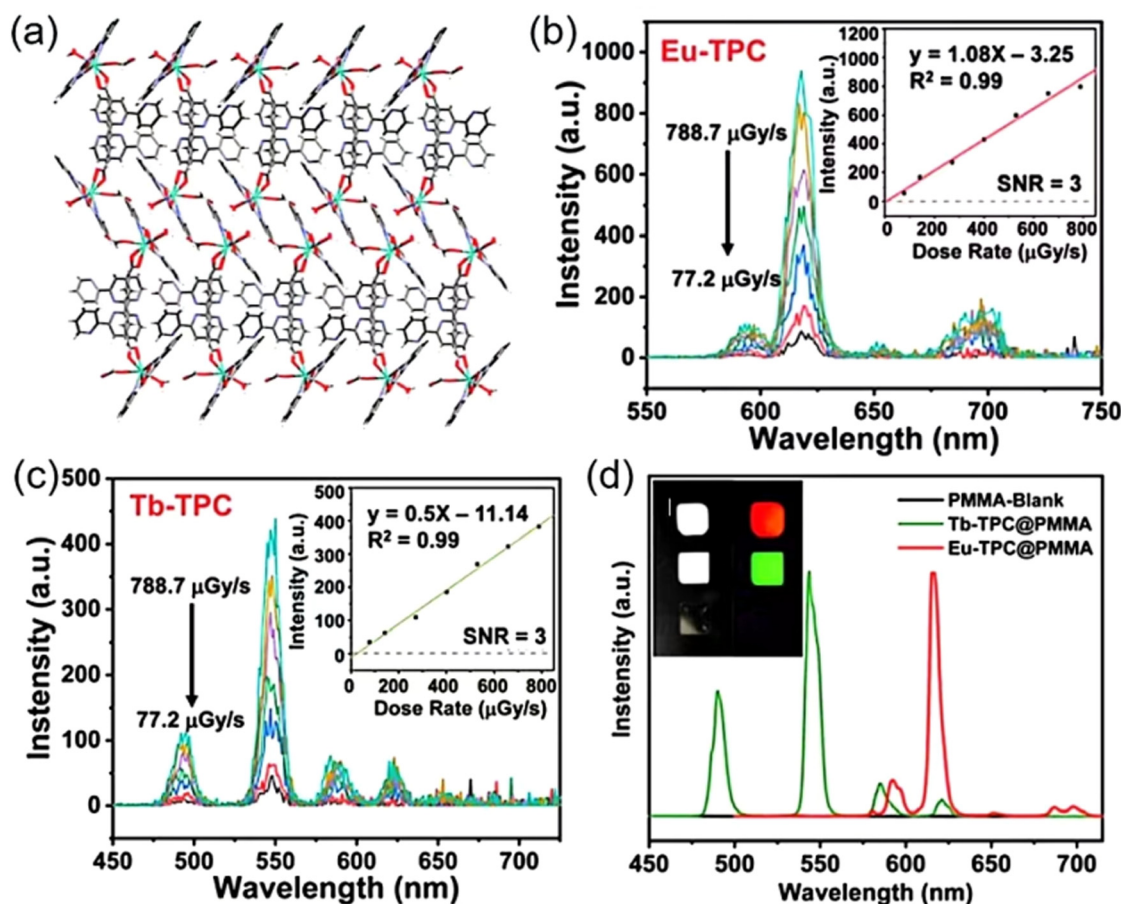 (a)
(b)
Eu-TPC
788.7 μGy/s
77.2 μGy/s
y = 1.08X – 3.25
R² = 0.99
SNR = 3
Intensity (a.u.)
1200
1000
800
600
400
200
0
0 200 400 600 800
Dose Rate (μGy/s)
Instensity (a.u.)
1000
800
600
400
200
0
550 600 650 700 750
Wavelength (nm)
(c)
Tb-TPC
788.7 μGy/s
77.2 μGy/s
y = 0.5X – 11.14
R² = 0.99
SNR = 3
Intensity (a.u.)
500
400
300
200
100
0
0 200 400 600 800
Dose Rate (μGy/s)
Instensity (a.u.)
500
400
300
200
100
0
450 500 550 600 650 700
Wavelength (nm)
(d)
PMMA-Blank
Tb-TPC@PMMA
Eu-TPC@PMMA
Instensity (a.u.)
450 500 550 600 650 700
Wavelength (nm)